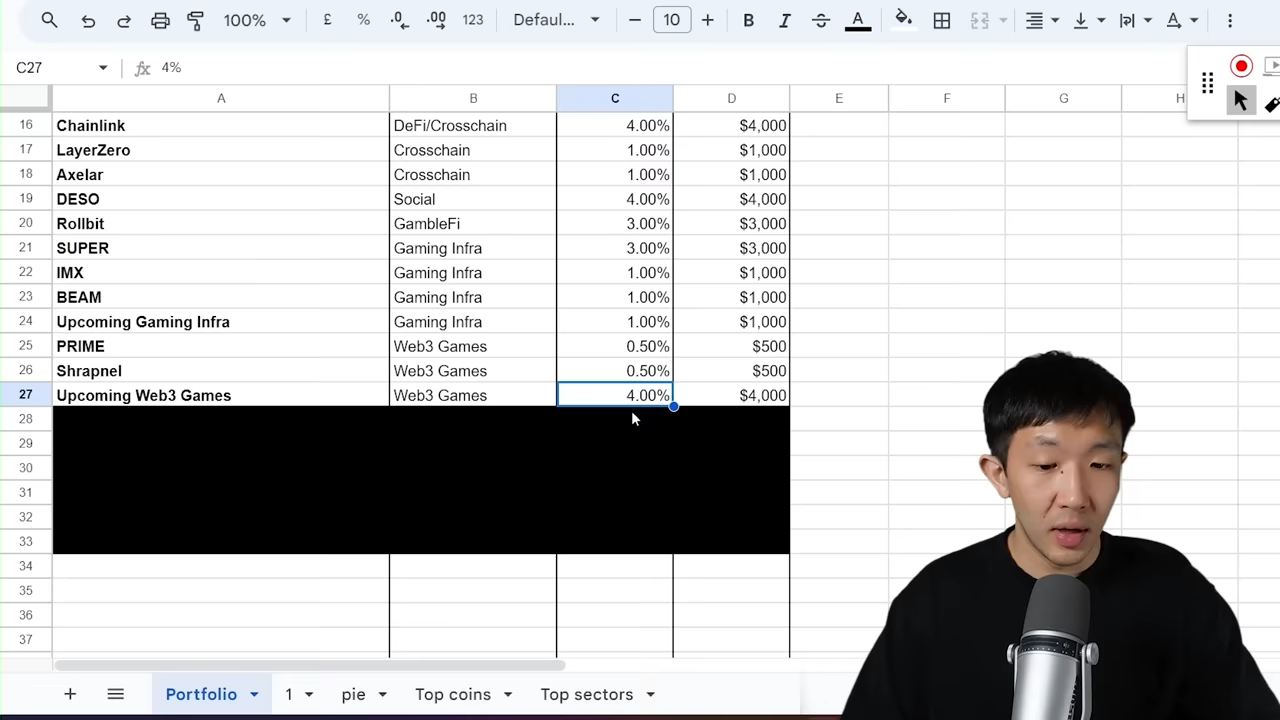 100% £ % .0 .00 123 Defaul... 10 B I A
C27 fx 4%
A B C D E F G H
16 Chainlink DeFi/Crosschain 4.00% $4,000
17 LayerZero Crosschain 1.00% $1,000
18 Axelar Crosschain 1.00% $1,000
19 DESO Social 4.00% $4,000
20 Rollbit GambleFi 3.00% $3,000
21 SUPER Gaming Infra 3.00% $3,000
22 IMX Gaming Infra 1.00% $1,000
23 BEAM Gaming Infra 1.00% $1,000
24 Upcoming Gaming Infra Gaming Infra 1.00% $1,000
25 PRIME Web3 Games 0.50% $500
26 Shrapnel Web3 Games 0.50% $500
27 Upcoming Web3 Games Web3 Games 4.00% $4,000
28
29
30
31
32
33
34
35
36
37
Portfolio 1 pie Top coins Top sectors